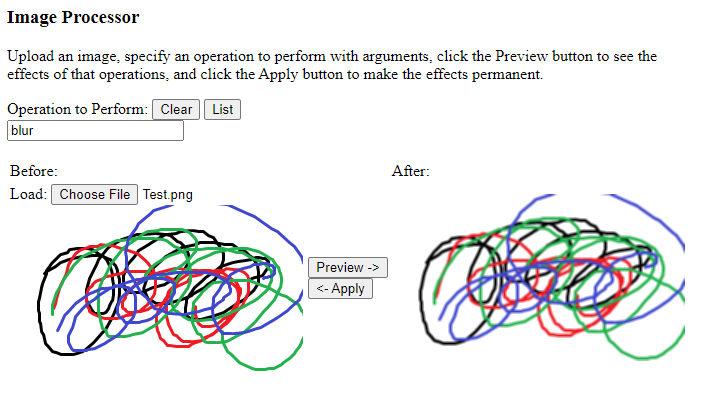 Image Processor
Upload an image, specify an operation to perform with arguments, click the Preview button to see the
effects of that operations, and click the Apply button to make the effects permanent.
Operation to Perform: Clear List
blur
Before: After:
Load: Choose File Test.png
Preview ->
<- Apply